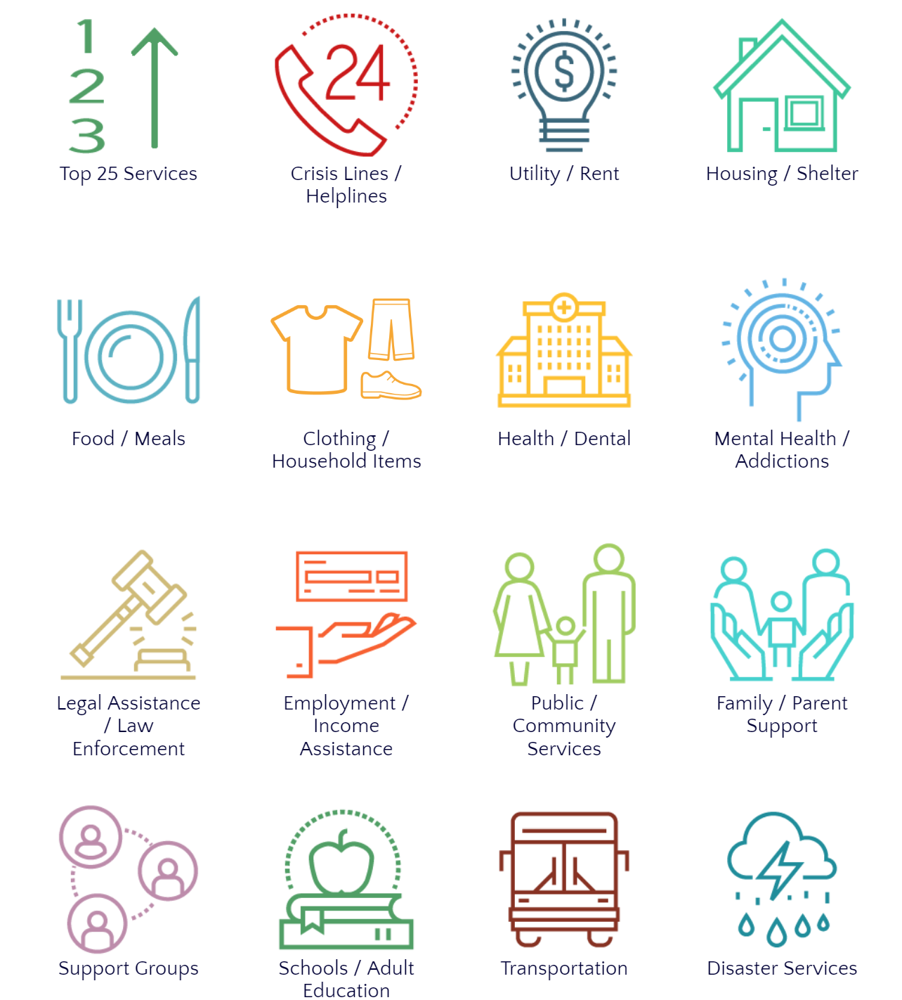 1
2
3
24
$
Top 25 Services
Crisis Lines /
Helplines
Utility / Rent
Housing / Shelter
Food / Meals
Clothing /
Household Items
Health / Dental
Mental Health /
Addictions
Legal Assistance
/ Law
Enforcement
Employment /
Income
Assistance
Public /
Community
Services
Family / Parent
Support
Support Groups
Schools / Adult
Education
Transportation
Disaster Services